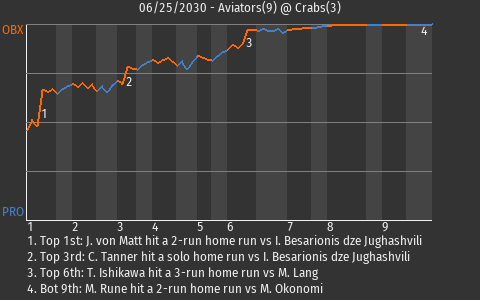 06/25/2030 - Aviators(9) @ Crabs(3)
OBX
PRO
1
2
3
4
1 2 3 4 5 6 7 8 9
1. Top 1st: J. von Matt hit a 2-run home run vs I. Besarionis dze Jughashvili
2. Top 3rd: C. Tanner hit a solo home run vs I. Besarionis dze Jughashvili
3. Top 6th: T. Ishikawa hit a 3-run home run vs M. Lang
4. Bot 9th: M. Rune hit a 2-run home run vs M. Okonomi